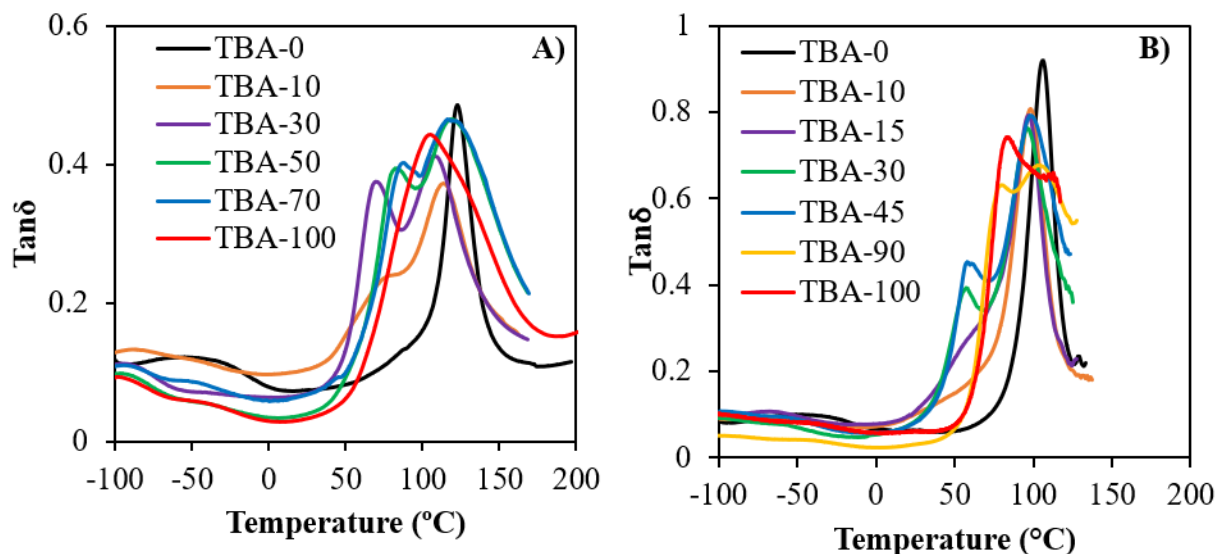 A)
Tanδ
0.6
0.4
0.2
0
TBA-0
TBA-10
TBA-30
TBA-50
TBA-70
TBA-100
-100 -50 0 50 100 150 200
Temperature (ºC)
B)
Tanδ
1
0.8
0.6
0.4
0.2
0
TBA-0
TBA-10
TBA-15
TBA-30
TBA-45
TBA-90
TBA-100
-100 -50 0 50 100 150 200
Temperature (°C)